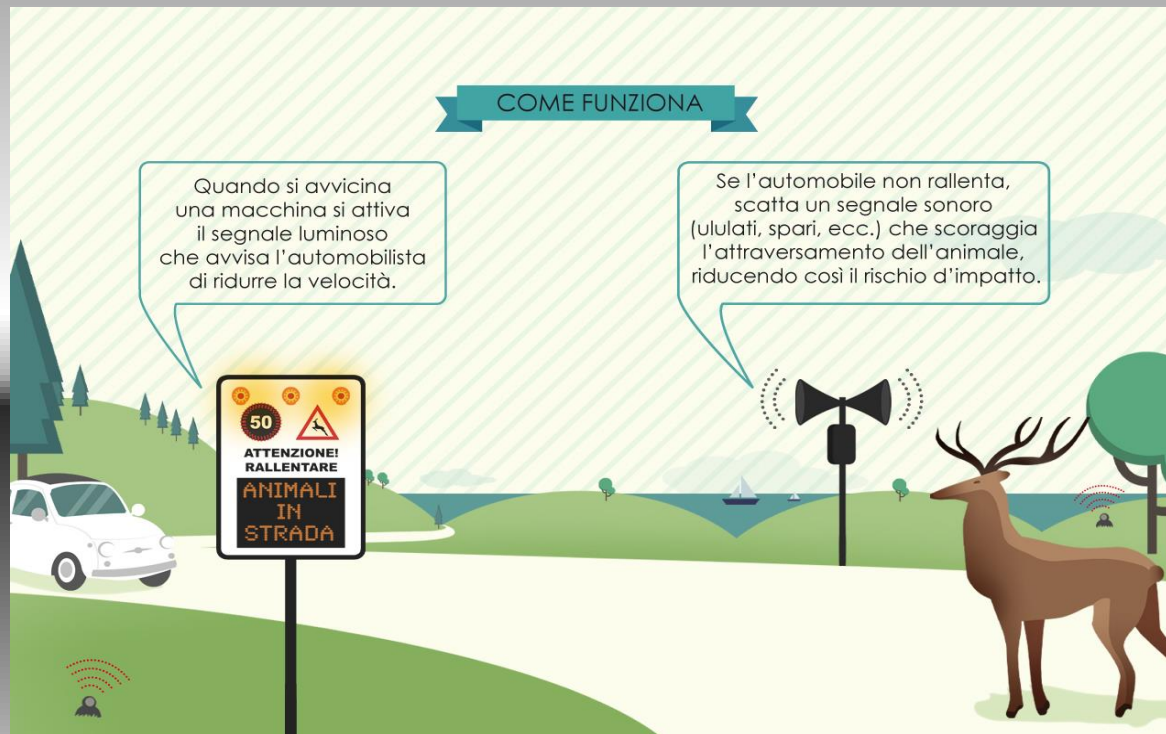 COME FUNZIONA
Quando si avvicina
una macchina si attiva
il segnale luminoso
che avvisa l'automobilista
di ridurre la velocità.
Se l'automobile non rallenta,
scatta un segnale sonoro
(ululati, spari, ecc.) che scoraggia
l'attraversamento dell'animale,
riducendo così il rischio d'impatto.
50
ATTENZIONE!
RALLENTARE
ANIMALI
IN
STRADA